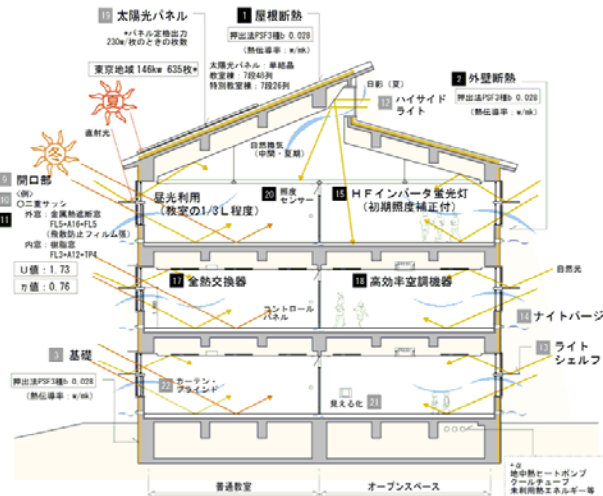 19 太陽光パネル
*パネル定格出力
230w/枚のときの枚数
東京地域 146kw 635枚*
1 屋根断熱
押出法PSF3種b 0.028
(熱伝導率:w/mk)
太陽光パネル:単結晶
教室棟:7段48列
特別教室棟:7段26列
日影(夏)
12 ハイサイド
ライト
2 外壁断熱
押出法PSF3種b 0.028
(熱伝導率:w/mk)
夏
直射光
冬
自然換気
(中間・夏期)
9 開口部
10 〈例〉
〇二重サッシ
11 外窓:金属熱遮断窓
FL5+A16+FL5
(飛散防止フィルム張)
内窓:樹脂窓
FL3+A12+TP4
U値:1.73
η値:0.76
昼光利用
(教室の1/3L程度)
20 照度
センサー
15 HFインバータ蛍光灯
(初期照度補正付)
17 全熱交換器
コントロール
パネル
18 高効率空調機器
自然光
14 ナイトパージ
13 ライト
シェルフ
3 基礎
押出法PSF3種b 0.028
(熱伝導率:w/mk)
22 カーテン・
ブラインド
見える化
21
+α
地中熱ヒートポンプ
クールチューブ
未利用熱エネルギー等
普通教室
オープンスペース